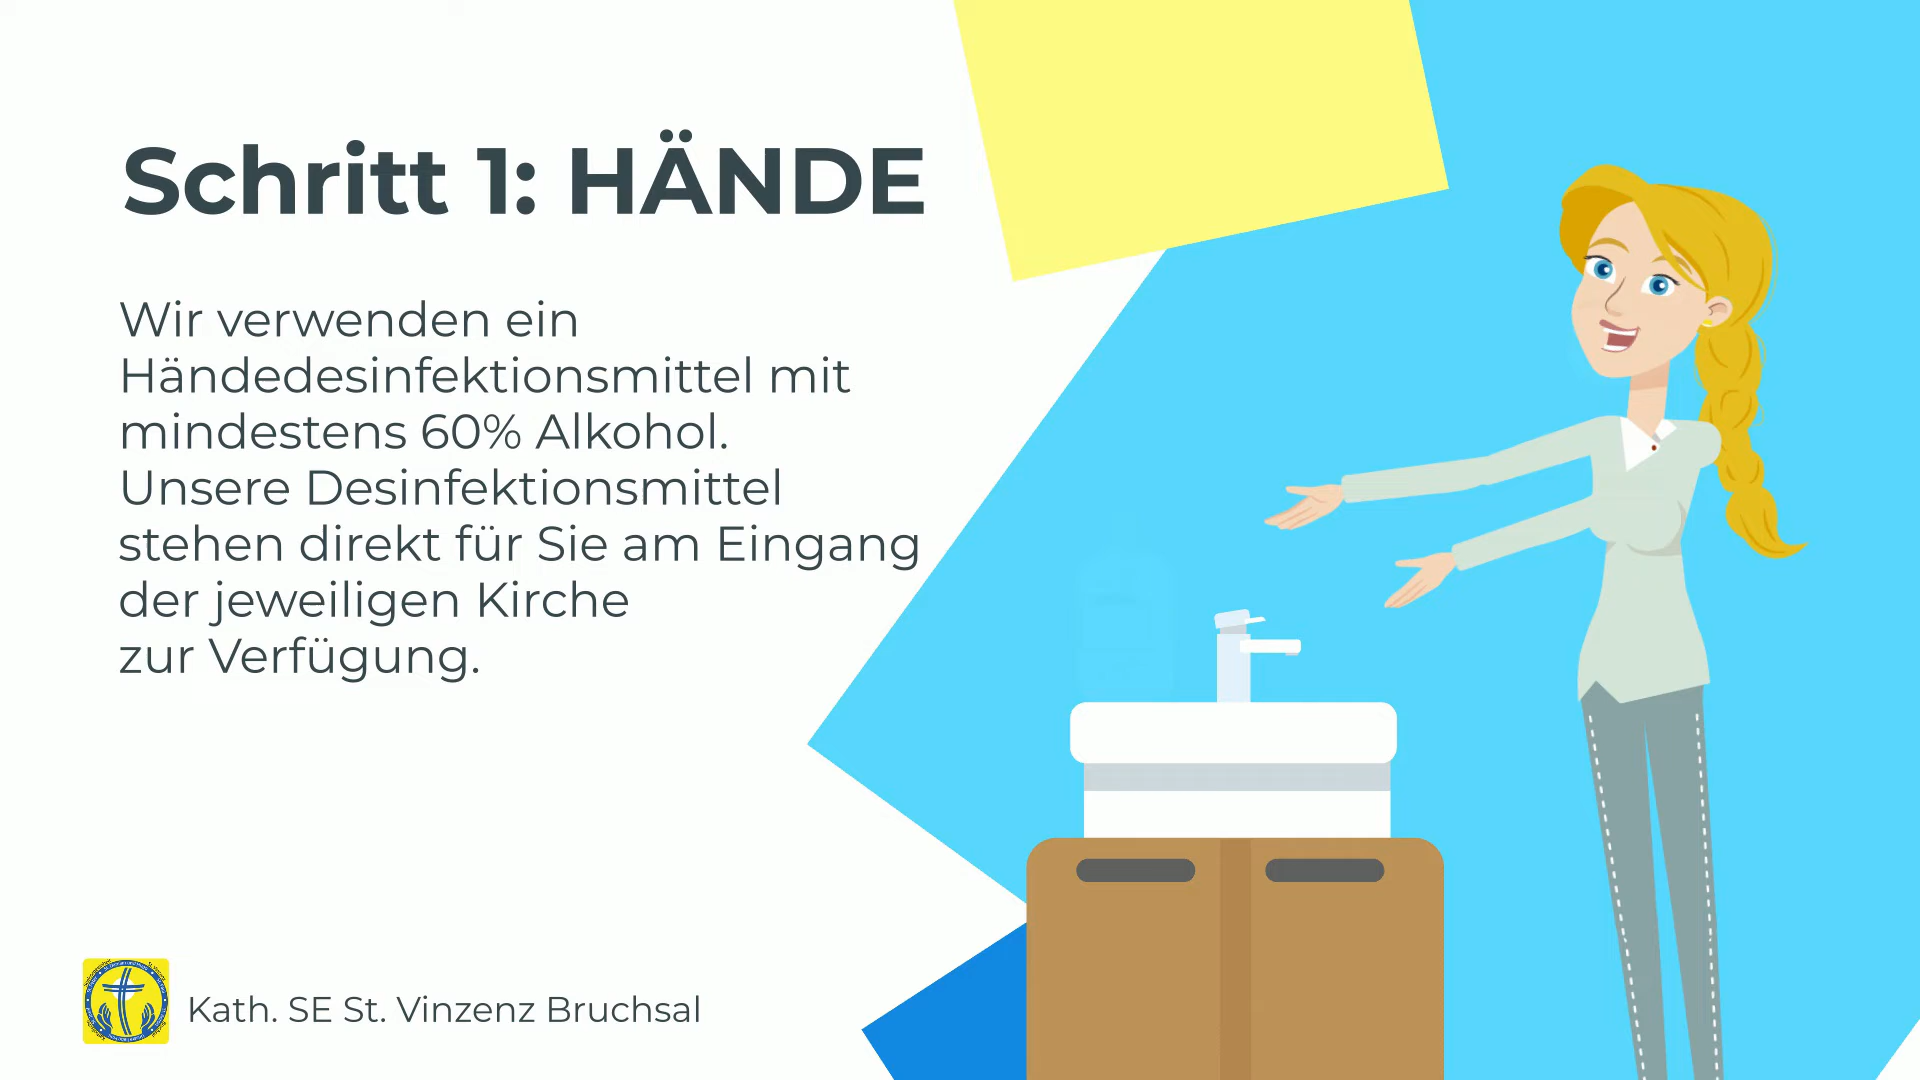 Schritt 1: HÄNDE
Wir verwenden ein
Händedesinfektionsmittel mit
mindestens 60% Alkohol.
Unsere Desinfektionsmittel
stehen direkt für Sie am Eingang
der jeweiligen Kirche
zur Verfügung.
Kath. SE St. Vinzenz Bruchsal